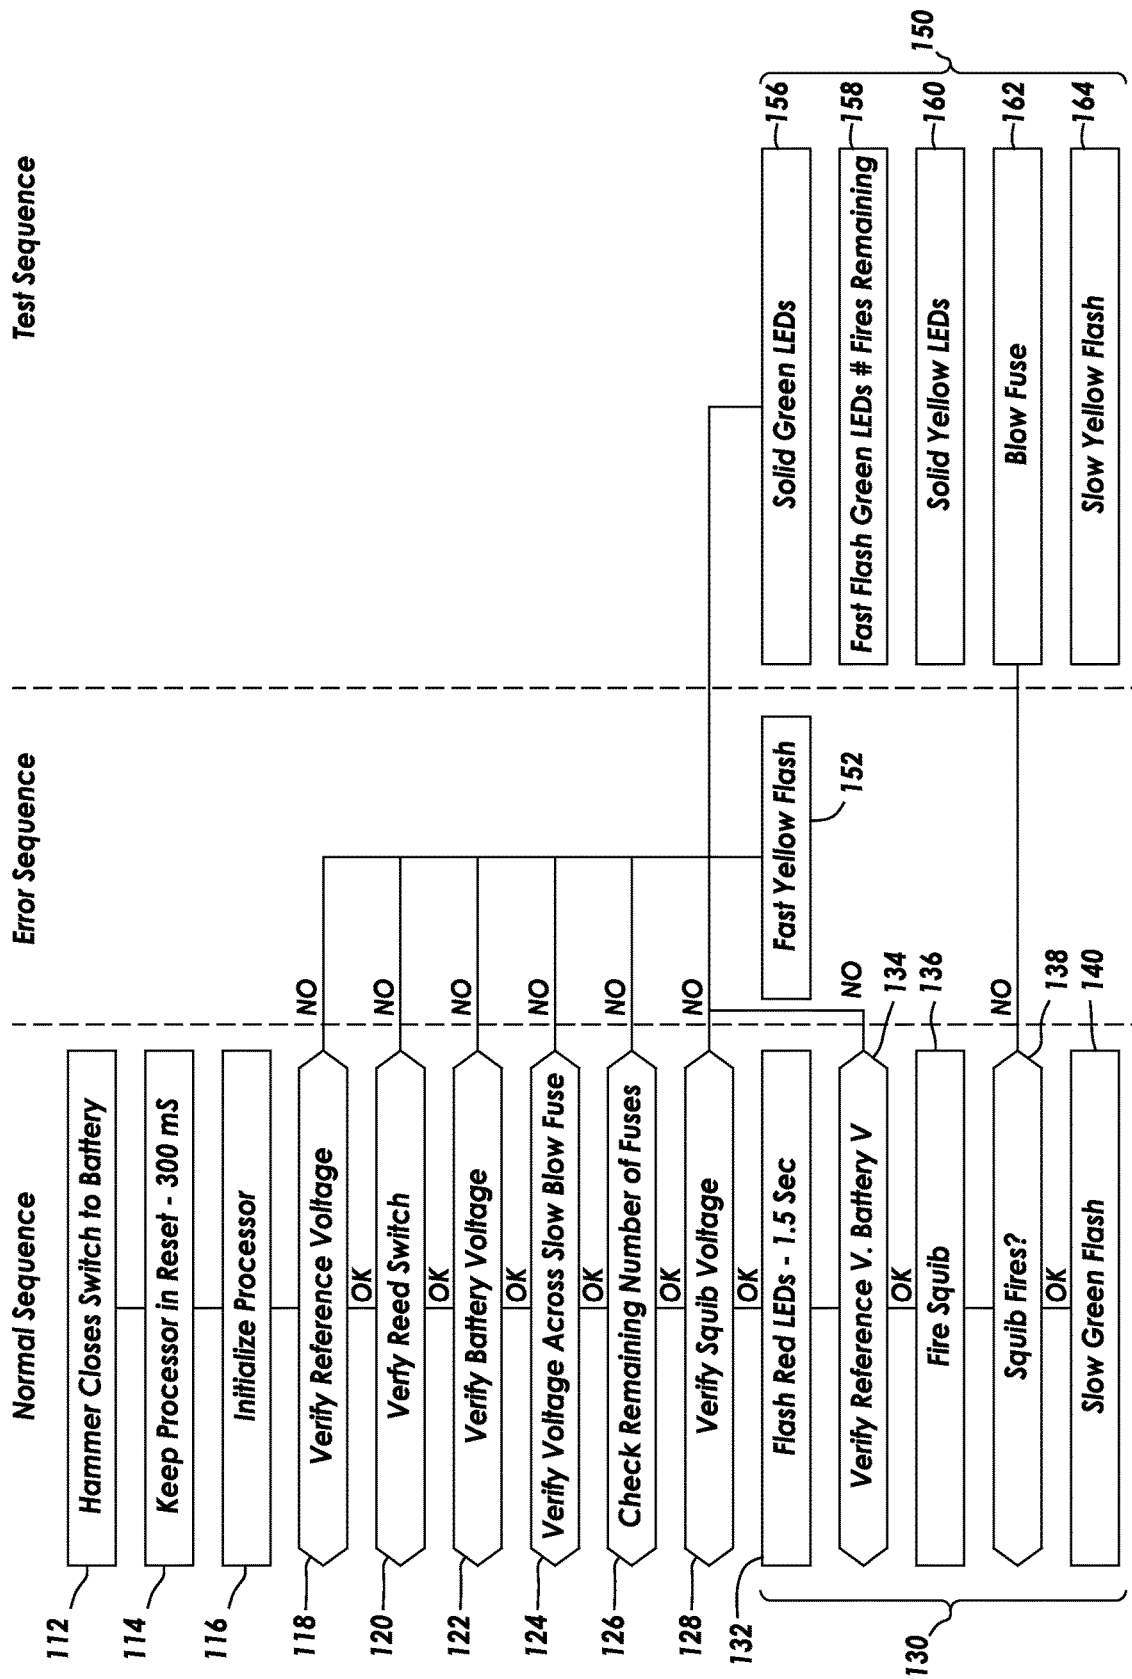 Normal Sequence
Error Sequence
Test Sequence
112
Hammer Closes Switch to Battery
114
Keep Processor in Reset - 300 mS
116
Initialize Processor
118
Verify Reference Voltage
NO
OK
120
Verfy Reed Switch
NO
OK
122
Verify Battery Voltage
NO
OK
124
Verify Voltage Across Slow Blow Fuse
NO
OK
126
Check Remaining Number of Fuses
NO
OK
128
Verify Squib Voltage
NO
OK
132
Flash Red LEDs - 1.5 Sec
Fast Yellow Flash
152
Solid Green LEDs
156
Verify Reference V. Battery V
NO
134
OK
Fast Flash Green LEDs # Fires Remaining
158
Fire Squib
136
Solid Yellow LEDs
160
130
150
Squib Fires?
NO
138
OK
Blow Fuse
162
Slow Green Flash
140
Slow Yellow Flash
164